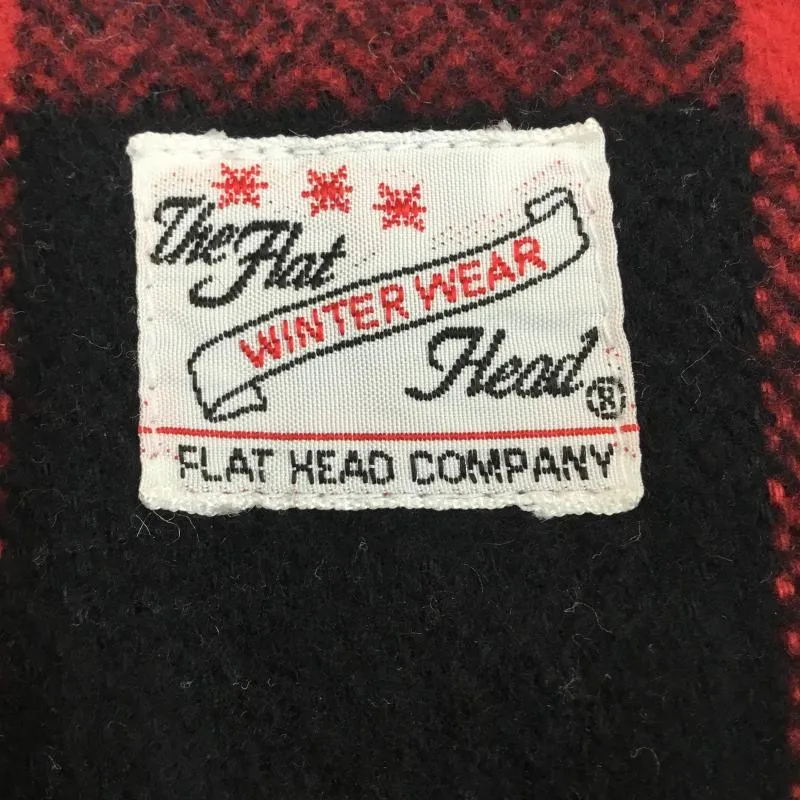 The Flat
WINTER WEAR
Head®
FLAT HEAD COMPANY